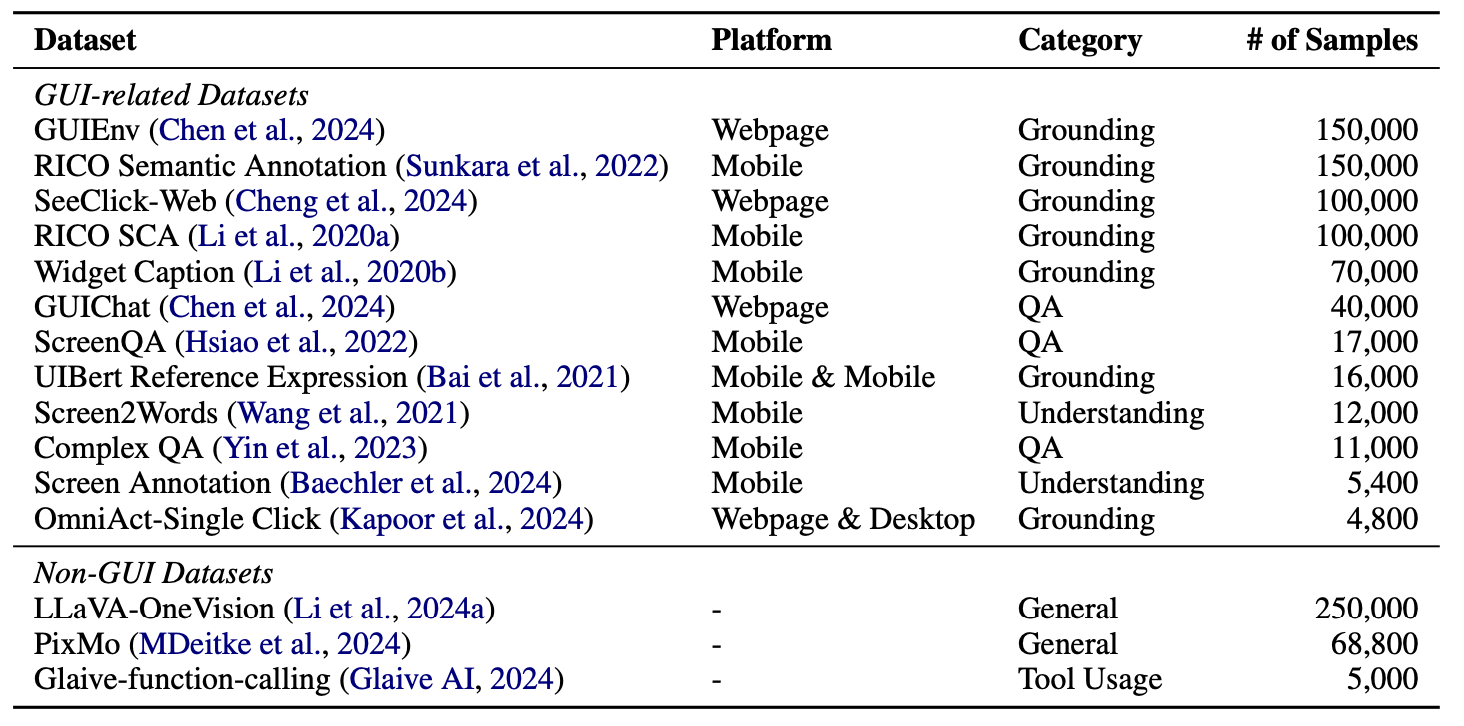 Dataset Platform Category # of Samples
GUI-related Datasets
GUIEnv (Chen et al., 2024) Webpage Grounding 150,000
RICO Semantic Annotation (Sunkara et al., 2022) Mobile Grounding 150,000
SeeClick-Web (Cheng et al., 2024) Webpage Grounding 100,000
RICO SCA (Li et al., 2020a) Mobile Grounding 100,000
Widget Caption (Li et al., 2020b) Mobile Grounding 70,000
GUIChat (Chen et al., 2024) Webpage QA 40,000
ScreenQA (Hsiao et al., 2022) Mobile QA 17,000
UIBert Reference Expression (Bai et al., 2021) Mobile & Mobile Grounding 16,000
Screen2Words (Wang et al., 2021) Mobile Understanding 12,000
Complex QA (Yin et al., 2023) Mobile QA 11,000
Screen Annotation (Baechler et al., 2024) Mobile Understanding 5,400
OmniAct-Single Click (Kapoor et al., 2024) Webpage & Desktop Grounding 4,800
Non-GUI Datasets
LLaVA-OneVision (Li et al., 2024a) - General 250,000
PixMo (MDeitke et al., 2024) - General 68,800
Glaive-function-calling (Glaive AI, 2024) - Tool Usage 5,000